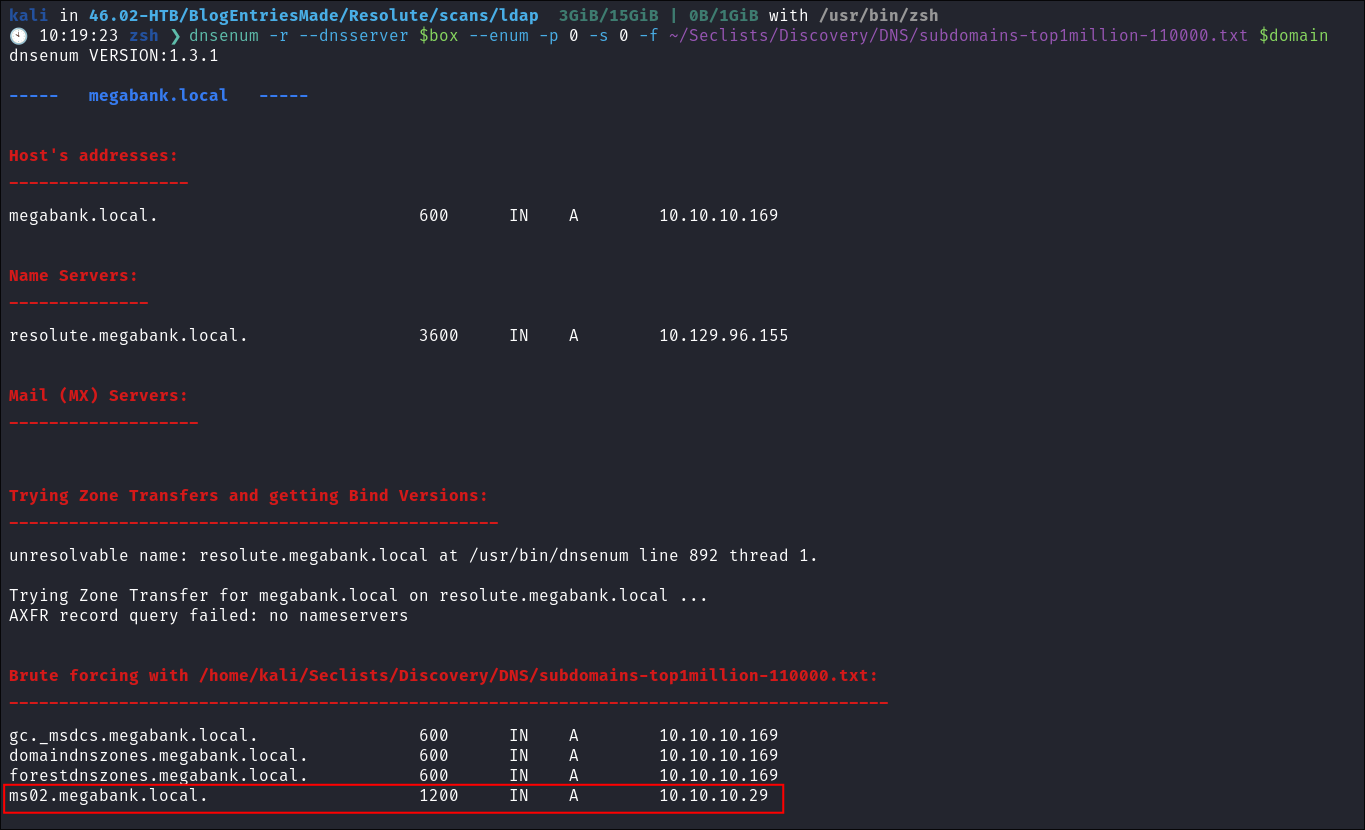 kali in 46.02-HTB/BlogEntriesMade/Resolute/scans/ldap 3GiB/15GiB | 0B/1GiB with /usr/bin/zsh
🕙 10:19:23 zsh ❯ dnsenum -r --dnsserver $box --enum -p 0 -s 0 -f ~/Seclists/Discovery/DNS/subdomains-top1million-110000.txt $domain
dnsenum VERSION:1.3.1
----- megabank.local -----
Host's addresses:
__________________
megabank.local. 600 IN A 10.10.10.169
Name Servers:
______________
resolute.megabank.local. 3600 IN A 10.129.96.155
Mail (MX) Servers:
___________________
Trying Zone Transfers and getting Bind Versions:
_________________________________________________
unresolvable name: resolute.megabank.local at /usr/bin/dnsenum line 892 thread 1.
Trying Zone Transfer for megabank.local on resolute.megabank.local ...
AXFR record query failed: no nameservers
Brute forcing with /home/kali/Seclists/Discovery/DNS/subdomains-top1million-110000.txt:
________________________________________________________________________________________
gc._msdcs.megabank.local. 600 IN A 10.10.10.169
domaindnszones.megabank.local. 600 IN A 10.10.10.169
forestdnszones.megabank.local. 600 IN A 10.10.10.169
ms02.megabank.local. 1200 IN A 10.10.10.29